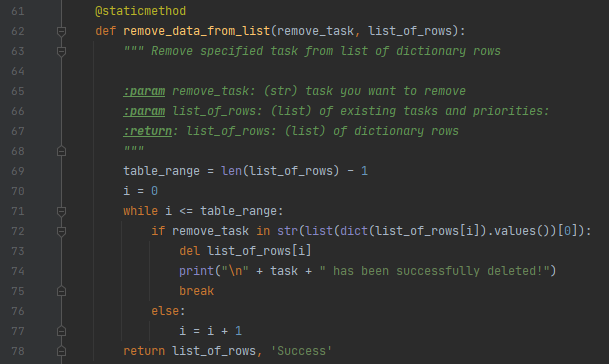 61 @staticmethod
62 def remove_data_from_list(remove_task, list_of_rows):
63 """ Remove specified task from list of dictionary rows
64
65 :param remove_task: (str) task you want to remove
66 :param list_of_rows: (list) of existing tasks and priorities:
67 :return: list_of_rows: (list) of dictionary rows
68 """
69 table_range = len(list_of_rows) - 1
70 i = 0
71 while i <= table_range:
72 if remove_task in str(list(dict(list_of_rows[i]).values())[0]):
73 del list_of_rows[i]
74 print("\n" + task + " has been successfully deleted!")
75 break
76 else:
77 i = i + 1
78 return list_of_rows, 'Success'